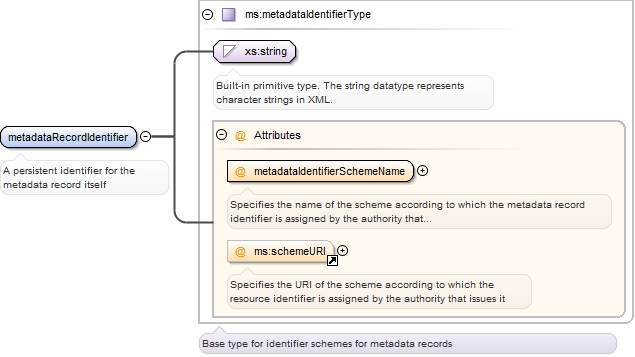 ms:metadataIdentifierType
xs:string
Built-in primitive type. The string datatype represents
character strings in XML.
metadataRecordIdentifier
A persistent identifier for the
metadata record itself
@ Attributes
@ metadataIdentifierSchemeName
Specifies the name of the scheme according to which the metadata record
identifier is assigned by the authority that...
@ ms:schemeURI
Specifies the URI of the scheme according to which the
resource identifier is assigned by the authority that issues it
Base type for identifier schemes for metadata records